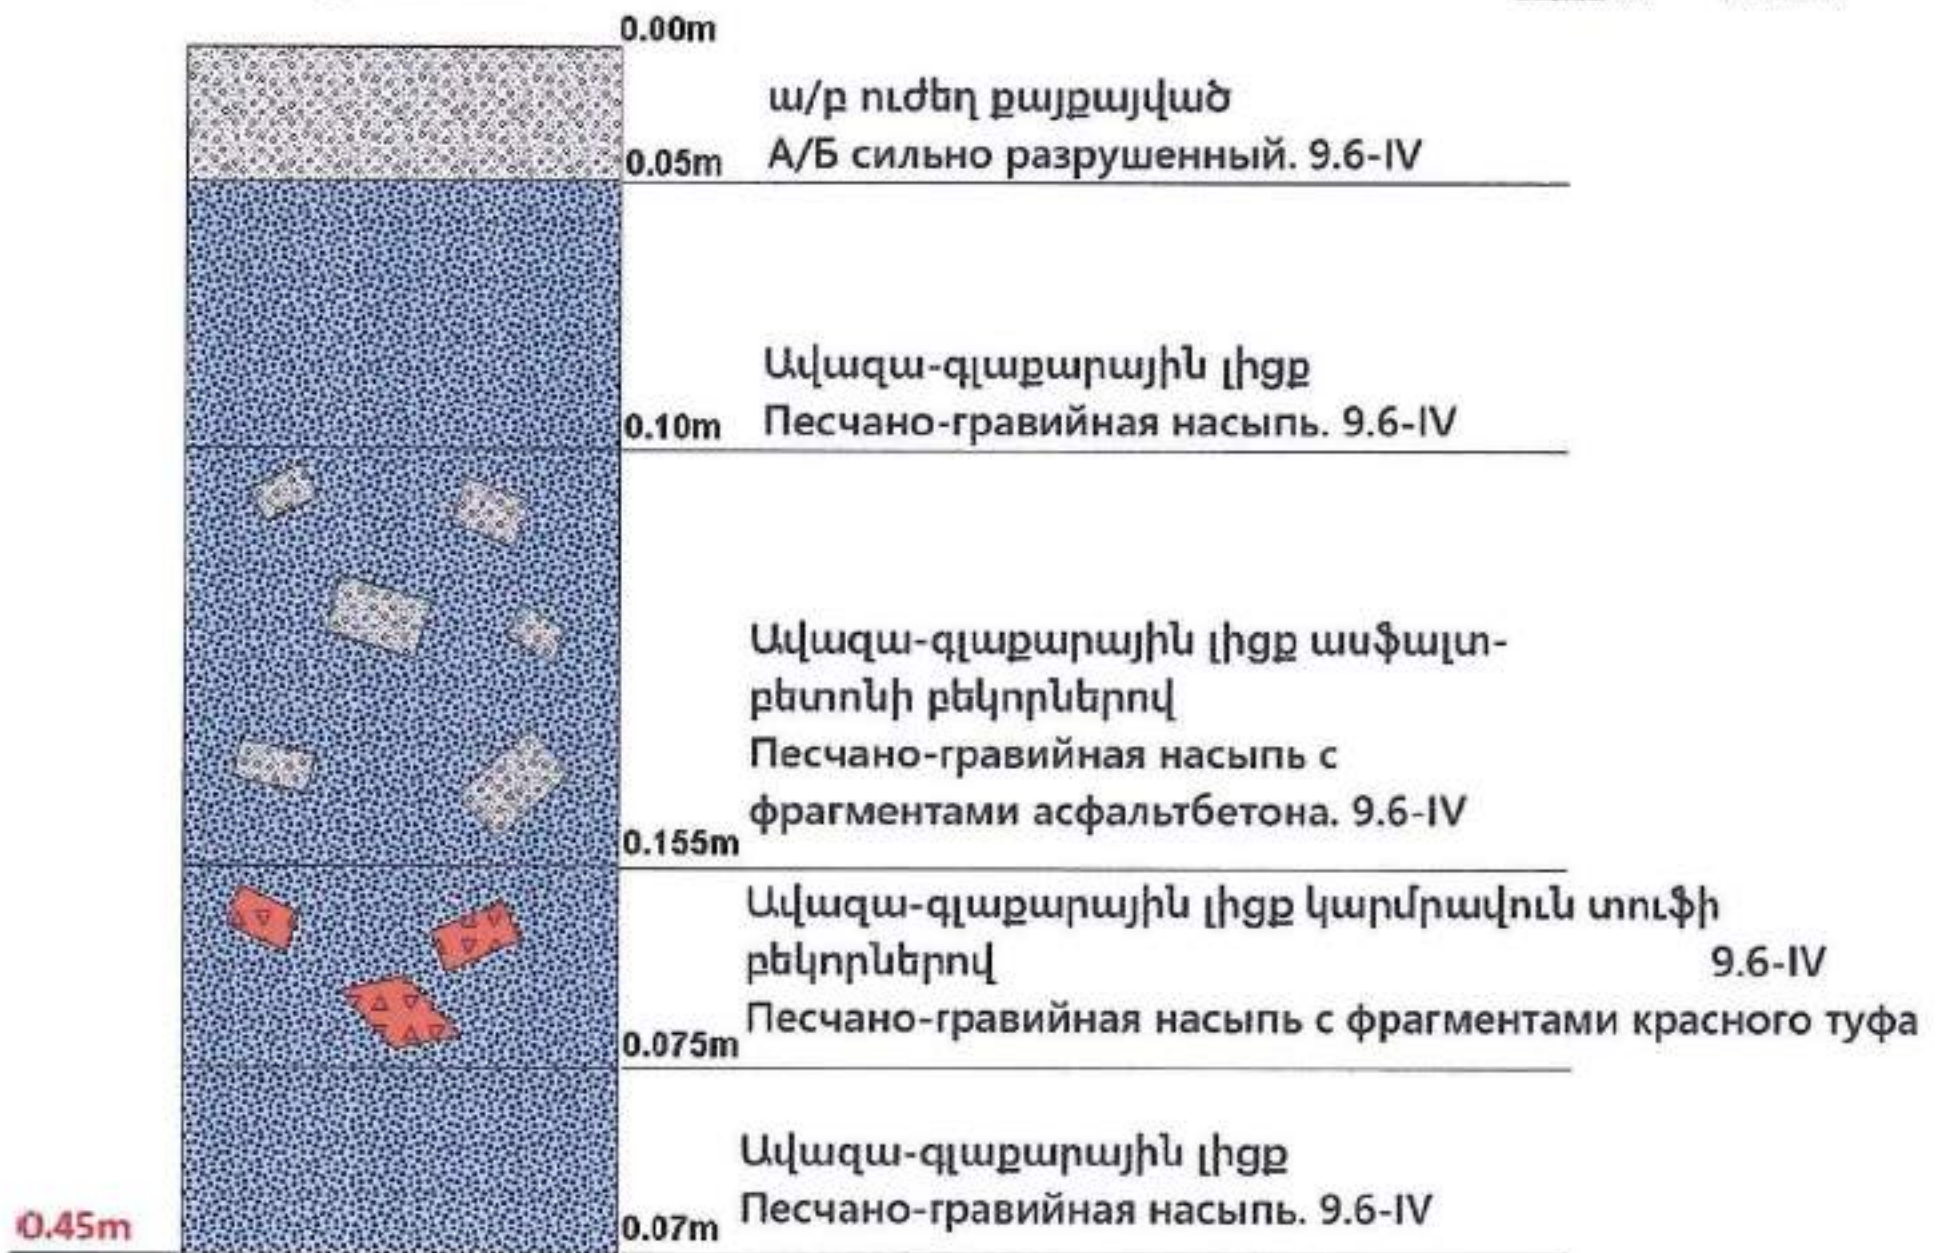 0.00m
ա/բ ուժեղ քայքայված
0.05m А/Б сильно разрушенный. 9.6-IV
Ավազա-գլաքարային լիցք
0.10m Песчано-гравийная насыпь. 9.6-IV
Ավազա-գլաքարային լիցք ասֆալտ-
բետոնի բեկորներով
Песчано-гравийная насыпь с
фрагментами асфальтбетона. 9.6-IV
0.155m
Ավազա-գլաքարային լիցք կարմրավուն տուֆի
բեկորներով 9.6-IV
0.075m Песчано-гравийная насыпь с фрагментами красного туфа
Ավազա-գլաքարային լիցք
0.45m 0.07m Песчано-гравийная насыпь. 9.6-IV